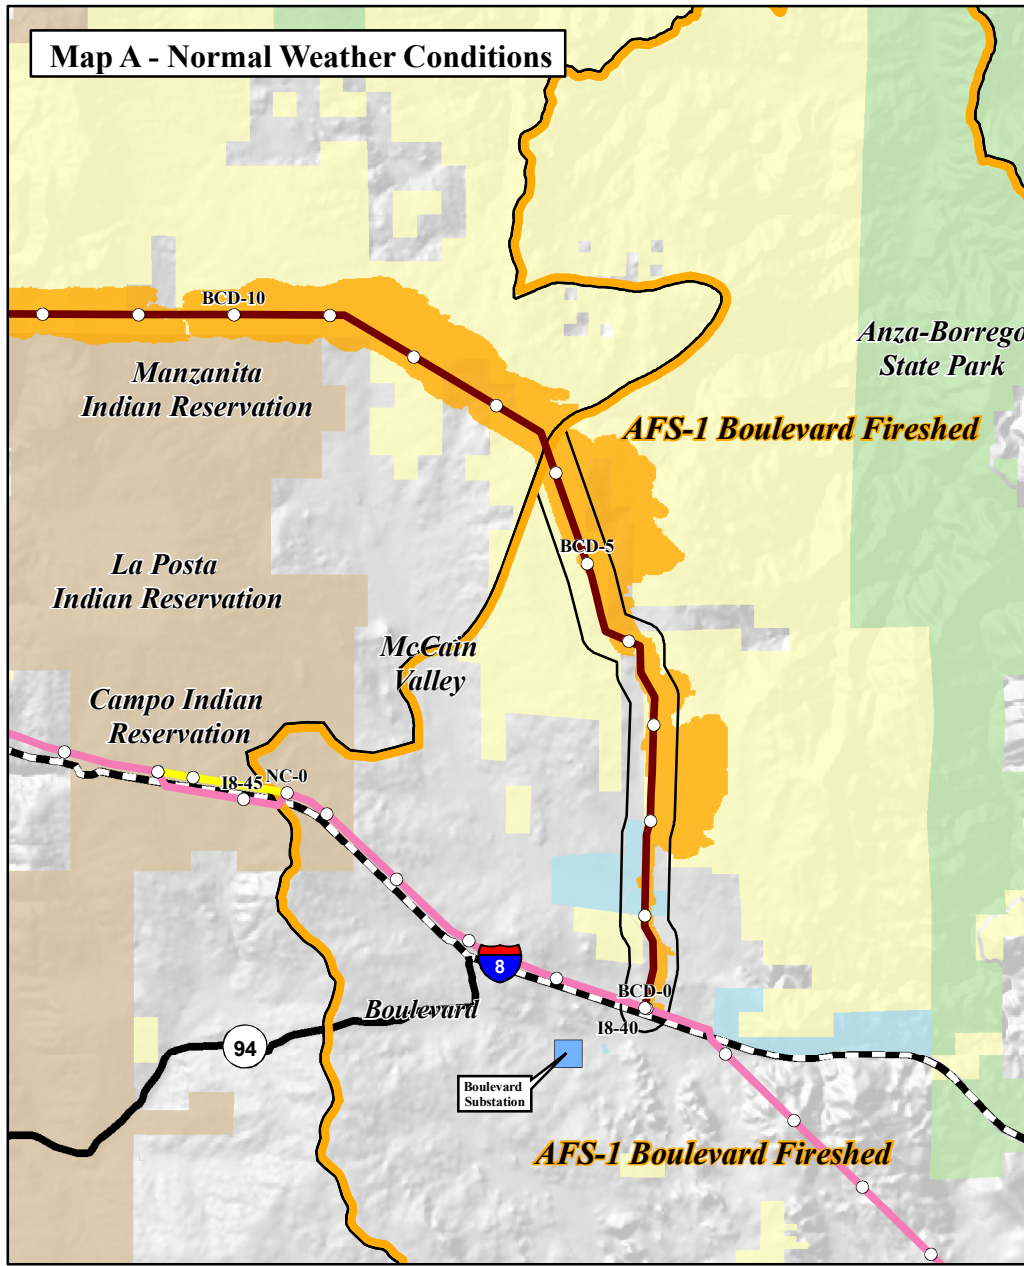 Map A - Normal Weather Conditions
BCD-10
Anza-Borrego
State Park
Manzanita
Indian Reservation
AFS-1 Boulevard Fireshed
BCD-5
La Posta
Indian Reservation
McCain
Valley
Campo Indian
Reservation
I8-45
NC-0
8
BCD-0
Boulevard
I8-40
94
Boulevard
Substation
AFS-1 Boulevard Fireshed